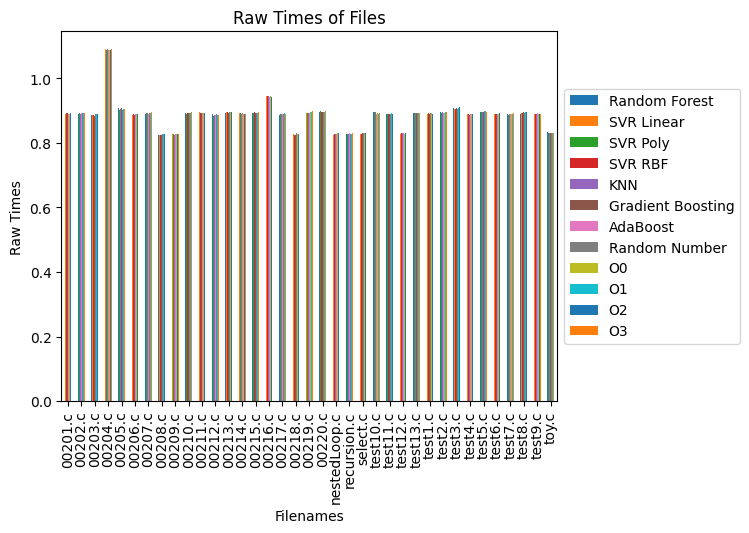 Raw Times of Files
Raw Times
1.0
0.8
0.6
0.4
0.2
0.0
00201.c
00202.c
00203.c
00204.c
00205.c
00206.c
00207.c
00208.c
00209.c
00210.c
00211.c
00212.c
00213.c
00214.c
00215.c
00216.c
00217.c
00218.c
00219.c
00220.c
nestedLoop.c
recursion.c
select.c
test10.c
test11.c
test12.c
test13.c
test1.c
test2.c
test3.c
test4.c
test5.c
test6.c
test7.c
test8.c
test9.c
toy.c
Filenames
Random Forest
SVR Linear
SVR Poly
SVR RBF
KNN
Gradient Boosting
AdaBoost
Random Number
O0
O1
O2
O3